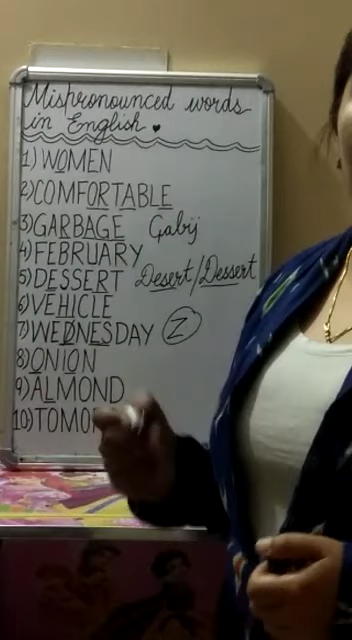 Mispronounced words
in English.
1) WOMEN
2) COMFORTABLE
3) GARBAGE Gabij
4) FEBRUARY
5) DESSERT Desert/Dessert
6) VEHICLE
7) WEDNESDAY Z
8) ONION
9) ALMOND
10) TOMO